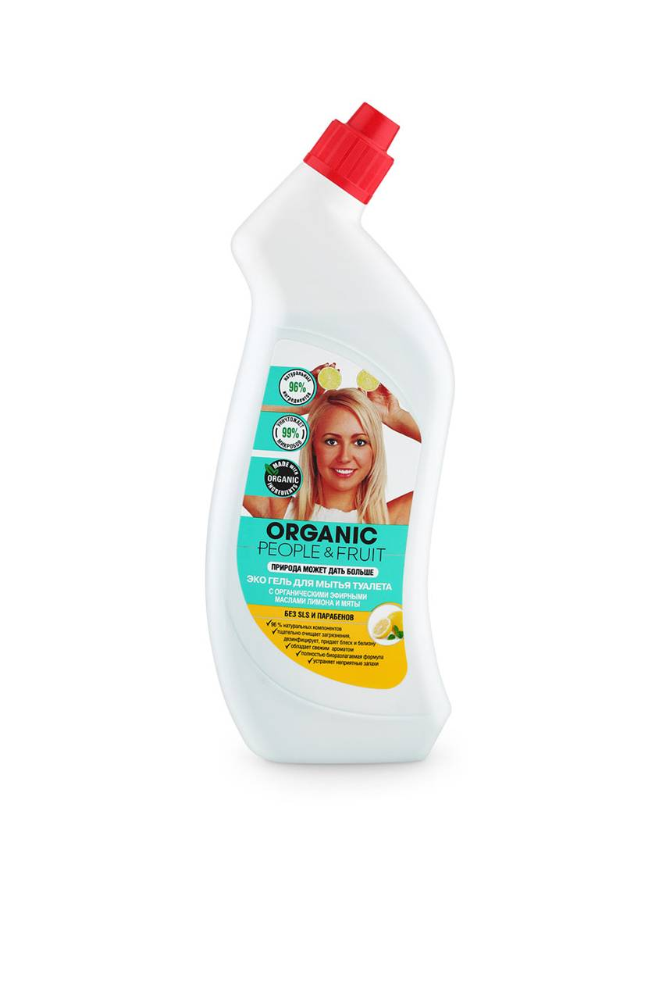 натуральных
96%
ингредиентов
УНИЧТОЖАЕТ
99%
МИКРОБОВ
MADE WITH
ORGANIC
INGREDIENTS
ORGANIC
PEOPLE & FRUIT
ПРИРОДА МОЖЕТ ДАТЬ БОЛЬШЕ
ЭКО ГЕЛЬ ДЛЯ МЫТЬЯ ТУАЛЕТА
С ОРГАНИЧЕСКИМИ ЭФИРНЫМИ
МАСЛАМИ ЛИМОНА И МЯТЫ
БЕЗ SLS И ПАРАБЕНОВ
✓96 % натуральных компонентов
✓тщательно очищает загрязнения,
дезинфицирует, придает блеск и белизну
✓обладает свежим ароматом
✓полностью биоразлагаемая формула
✓устраняет неприятные запахи